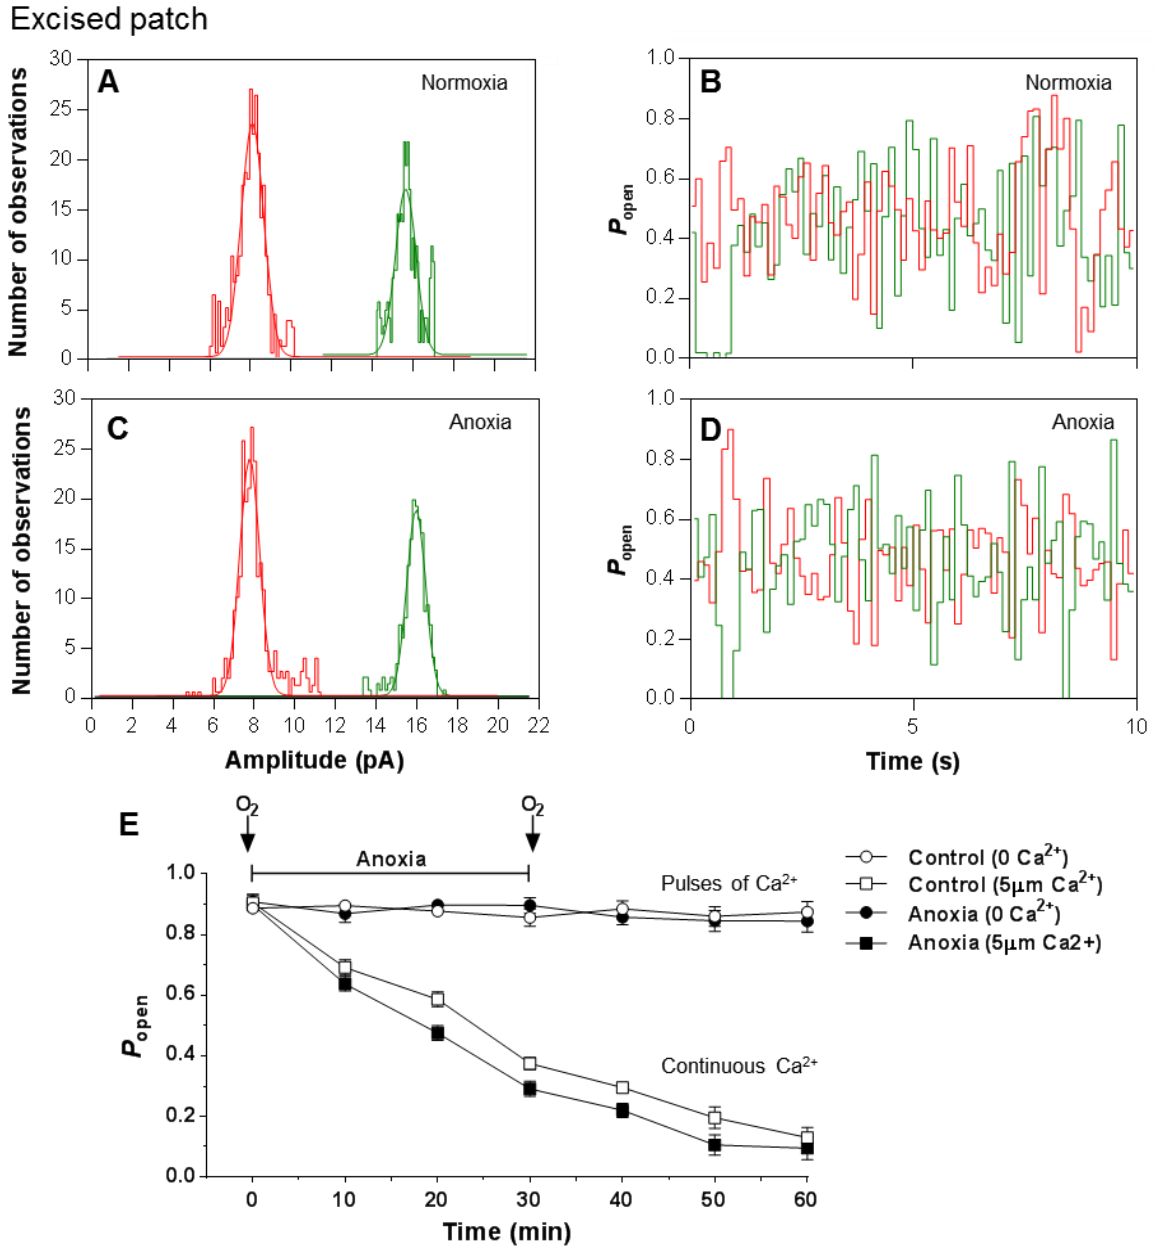 Excised patch
A
Normoxia
Number of observations
30
25
20
15
10
5
0
B
Normoxia
P open
1.0
0.8
0.6
0.4
0.2
0.0
0 10
C
Anoxia
Number of observations
30
25
20
15
10
5
0
0 2 4 6 8 10 12 14 16 18 20 22
Amplitude (pA)
D
Anoxia
P open
1.0
0.8
0.6
0.4
0.2
0.0
0 5 10
Time (s)
E
O2 O2
Anoxia
Pulses of Ca2+
Continuous Ca2+
P open
1.0
0.8
0.6
0.4
0.2
0.0
0 10 20 30 40 50 60
Time (min)
Control (0 Ca2+)
Control (5µm Ca2+)
Anoxia (0 Ca2+)
Anoxia (5µm Ca2+)